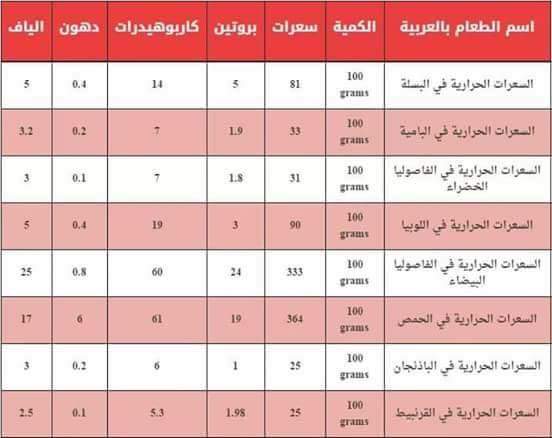 اسم الطعام بالعربية الكمية سعرات بروتين كاربوهيدرات دهون الياف
السعرات الحرارية في البسلة 100 grams 81 5 14 0.4 5
السعرات الحرارية في البامية 100 grams 33 1.9 7 0.2 3.2
السعرات الحرارية في الفاصوليا الخضراء 100 grams 31 1.8 7 0.1 3
السعرات الحرارية في اللوبيا 100 grams 90 3 19 0.4 5
السعرات الحرارية في الفاصوليا البيضاء 100 grams 333 24 60 0.8 25
السعرات الحرارية في الحمص 100 grams 364 19 61 6 17
السعرات الحرارية في الباذنجان 100 grams 25 1 6 0.2 3
السعرات الحرارية في القرنبيط 100 grams 25 1.98 5.3 0.1 2.5